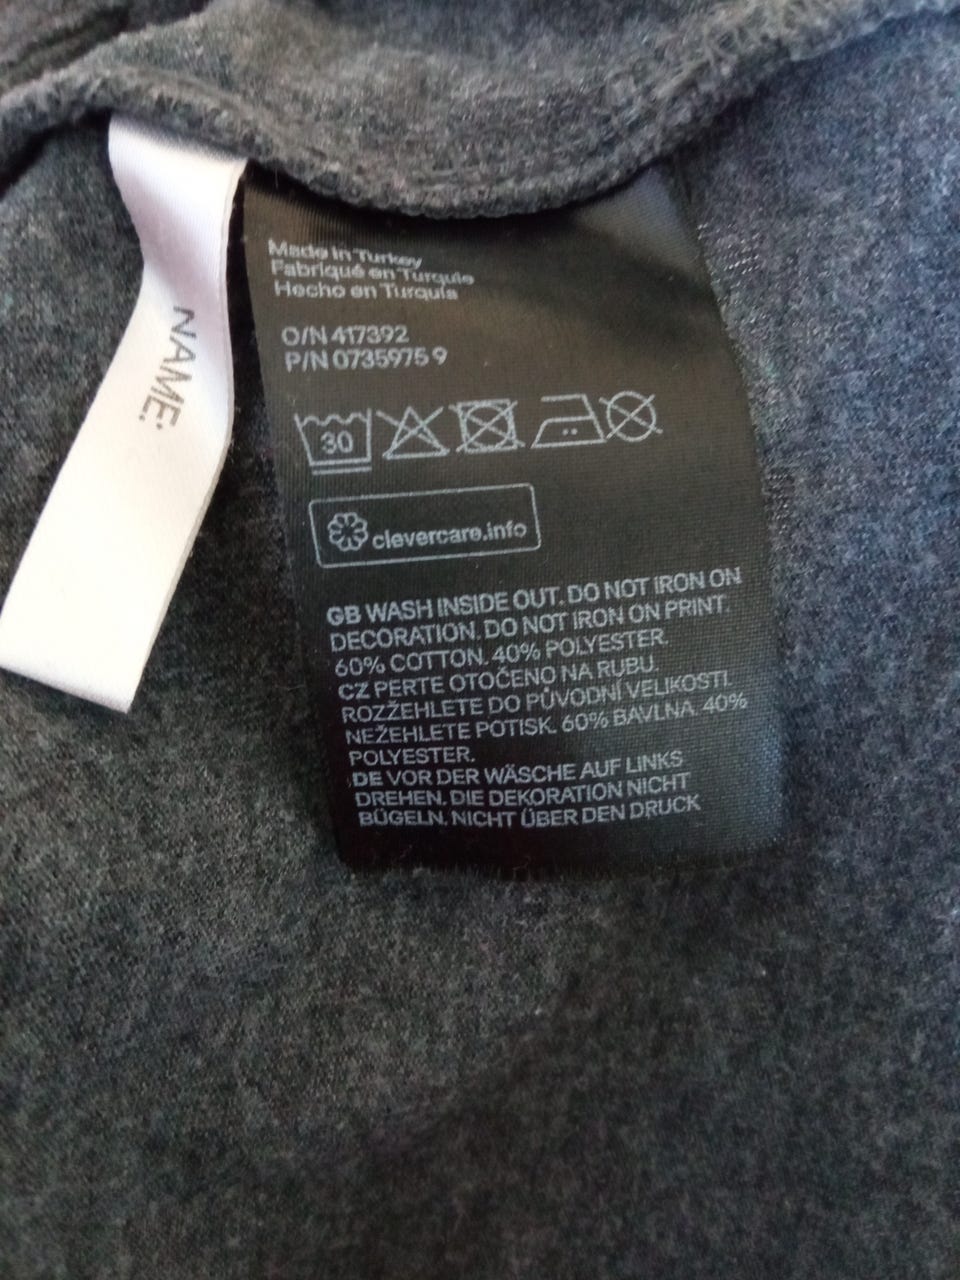 NAME:
Made in Turkey
Fabriqué en Turquie
Hecho en Turquía
O/N 417392
P/N 0735975 9
30
clevercare.info
GB WASH INSIDE OUT. DO NOT IRON ON
DECORATION. DO NOT IRON ON PRINT.
60% COTTON. 40% POLYESTER.
CZ PERTE OTOČENO NA RUBU.
ROZŽEHLETE DO PŮVODNÍ VELIKOSTI.
NEŽEHLETE POTISK. 60% BAVLNA. 40%
POLYESTER.
DE VOR DER WÄSCHE AUF LINKS
DREHEN. DIE DEKORATION NICHT
BÜGELN. NICHT ÜBER DEN DRUCK